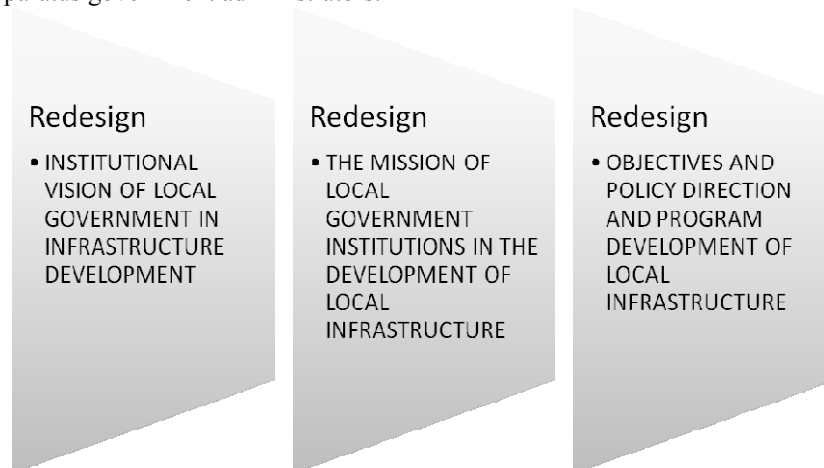 Redesign
• INSTITUTIONAL
VISION OF LOCAL
GOVERNMENT IN
INFRASTRUCTURE
DEVELOPMENT
Redesign
• THE MISSION OF
LOCAL
GOVERNMENT
INSTITUTIONS IN THE
DEVELOPMENT OF
LOCAL
INFRASTRUCTURE
Redesign
• OBJECTIVES AND
POLICY DIRECTION
AND PROGRAM
DEVELOPMENT OF
LOCAL
INFRASTRUCTURE